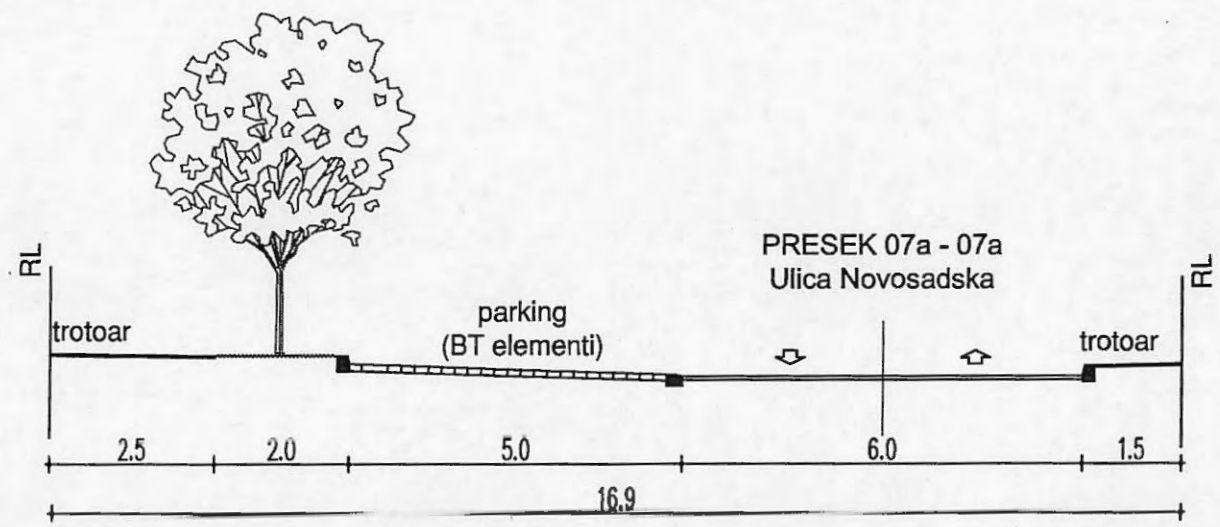 PRESEK 07a - 07a
Ulica Novosadska
RL
RL
parking
(BT elementi)
trotoar
trotoar
2.5 2.0 5.0 6.0 1.5
16.9